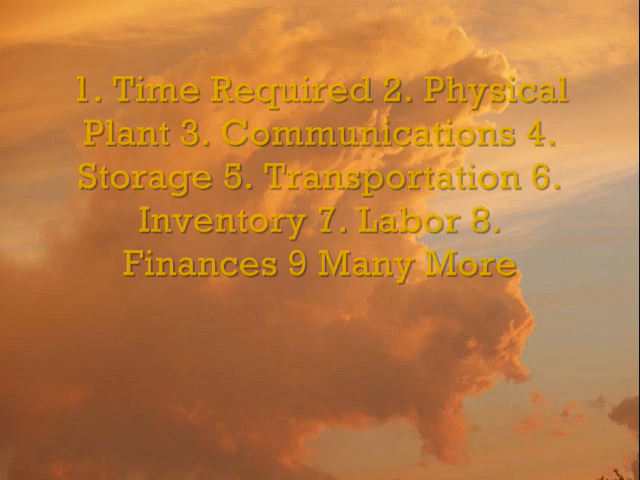 1. Time Required 2. Physical
Plant 3. Communications 4.
Storage 5. Transportation 6.
Inventory 7. Labor 8.
Finances 9 Many More